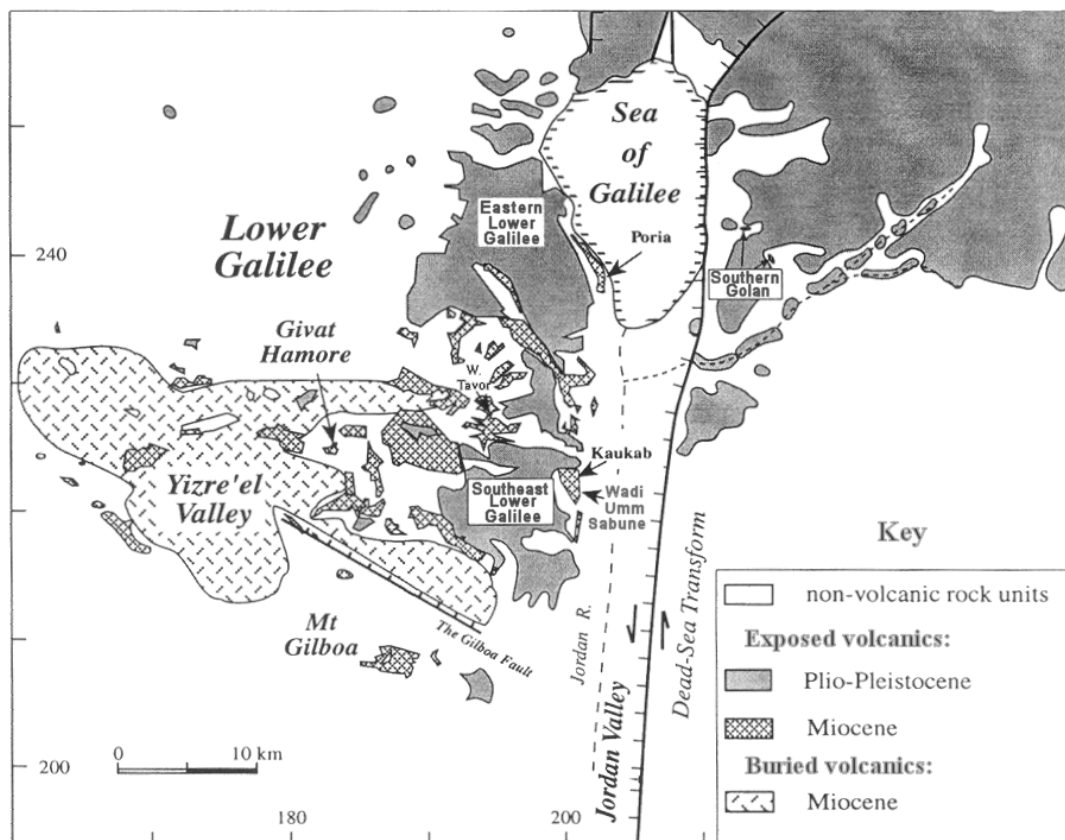 Sea
of
Galilee
Eastern
Lower
Galilee
Poria
Lower
Galilee
240
Southern
Golan
Givat
Hamore
W.
Tavor
Kaukab
Yizre'el
Valley
Southeast
Lower
Galilee
Wadi
Umm
Sabune
Mt
Gilboa
The Gilboa Fault
Jordan R.
Jordan Valley
Dead-Sea Transform
Key
non-volcanic rock units
Exposed volcanics:
Plio-Pleistocene
Miocene
Buried volcanics:
Miocene
0 10 km
200
180 200